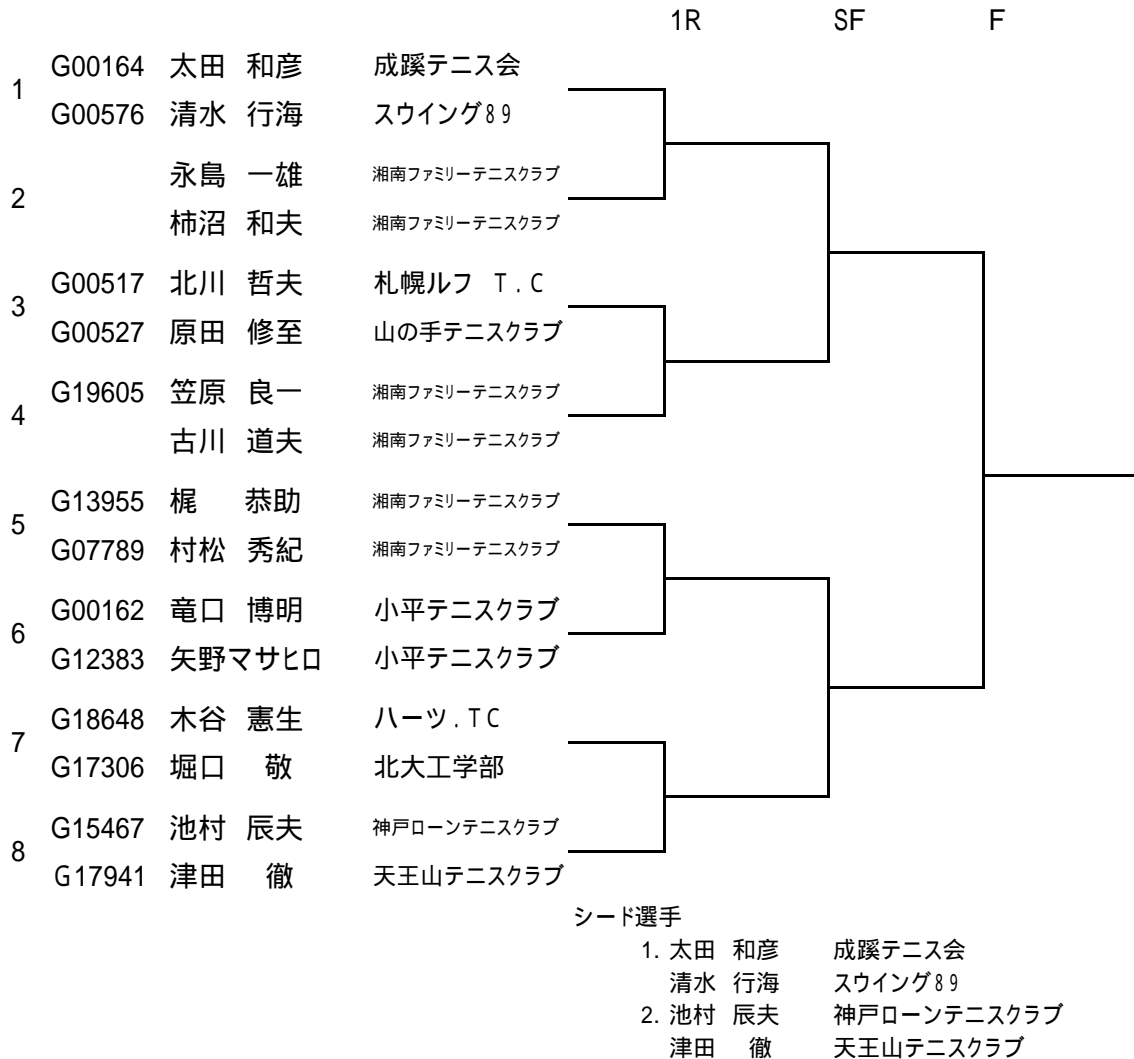 1R SF F
1
G00164 太田 和彦 成蹊テニス会
G00576 清水 行海 スウイング89
2
永島 一雄 湘南ファミリーテニスクラブ
柿沼 和夫 湘南ファミリーテニスクラブ
3
G00517 北川 哲夫 札幌ルフ T.C
G00527 原田 修至 山の手テニスクラブ
4
G19605 笠原 良一 湘南ファミリーテニスクラブ
古川 道夫 湘南ファミリーテニスクラブ
5
G13955 梶 恭助 湘南ファミリーテニスクラブ
G07789 村松 秀紀 湘南ファミリーテニスクラブ
6
G00162 竜口 博明 小平テニスクラブ
G12383 矢野マサヒロ 小平テニスクラブ
7
G18648 木谷 憲生 ハーツ.TC
G17306 堀口 敬 北大工学部
8
G15467 池村 辰夫 神戸ローンテニスクラブ
G17941 津田 徹 天王山テニスクラブ
シード選手
1. 太田 和彦 成蹊テニス会
清水 行海 スウイング89
2. 池村 辰夫 神戸ローンテニスクラブ
津田 徹 天王山テニスクラブ